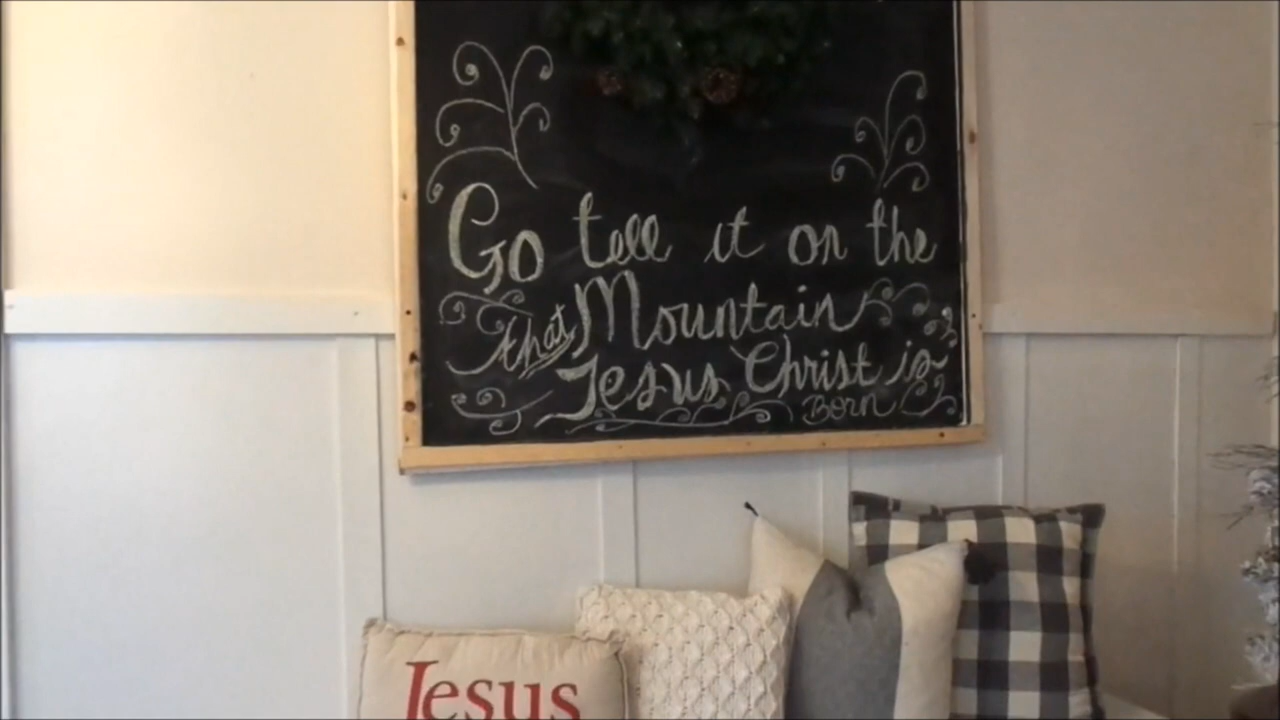 Go tell it on the
that Mountain
Jesus Christ is
Born
Jesus